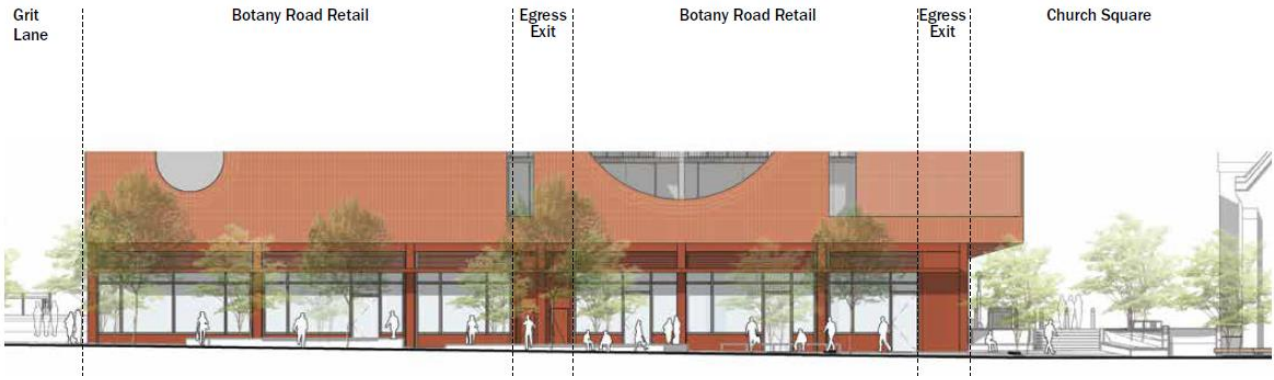 Grit
Lane
Botany Road Retail
Egress
Exit
Botany Road Retail
Egress
Exit
Church Square